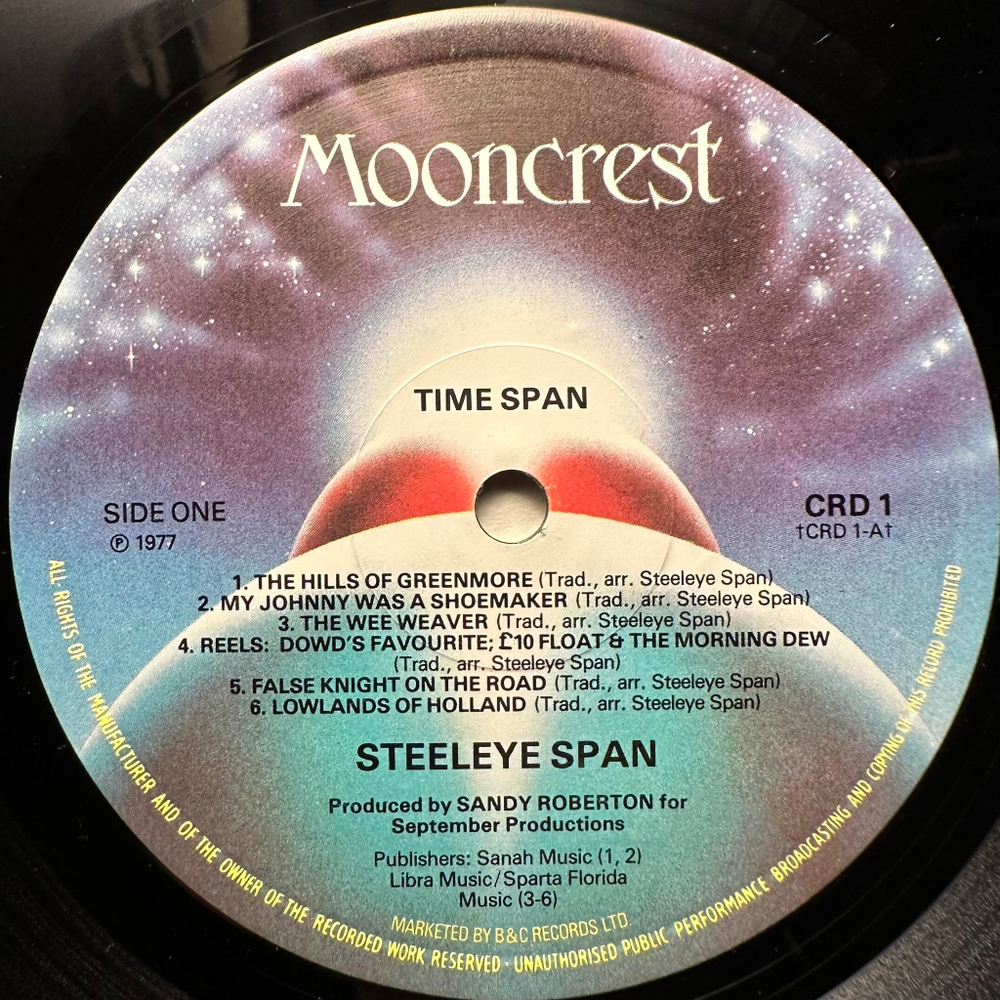 Mooncrest
TIME SPAN
SIDE ONE
℗ 1977
CRD 1
†CRD 1-A†
1. THE HILLS OF GREENMORE (Trad., arr. Steeleye Span)
2. MY JOHNNY WAS A SHOEMAKER (Trad., arr. Steeleye Span)
3. THE WEE WEAVER (Trad., arr. Steeleye Span)
4. REELS: DOWD'S FAVOURITE; £10 FLOAT & THE MORNING DEW
(Trad., arr. Steeleye Span)
5. FALSE KNIGHT ON THE ROAD (Trad., arr. Steeleye Span)
6. LOWLANDS OF HOLLAND (Trad., arr. Steeleye Span)
STEELEYE SPAN
Produced by SANDY ROBERTON for
September Productions
Publishers: Sanah Music (1, 2)
Libra Music/Sparta Florida
Music (3-6)
MARKETED BY B&C RECORDS LTD.
ALL RIGHTS OF THE MANUFACTURER AND OF THE OWNER OF THE RECORDED WORK RESERVED · UNAUTHORISED PUBLIC PERFORMANCE BROADCASTING AND COPYING OF THIS RECORD PROHIBITED